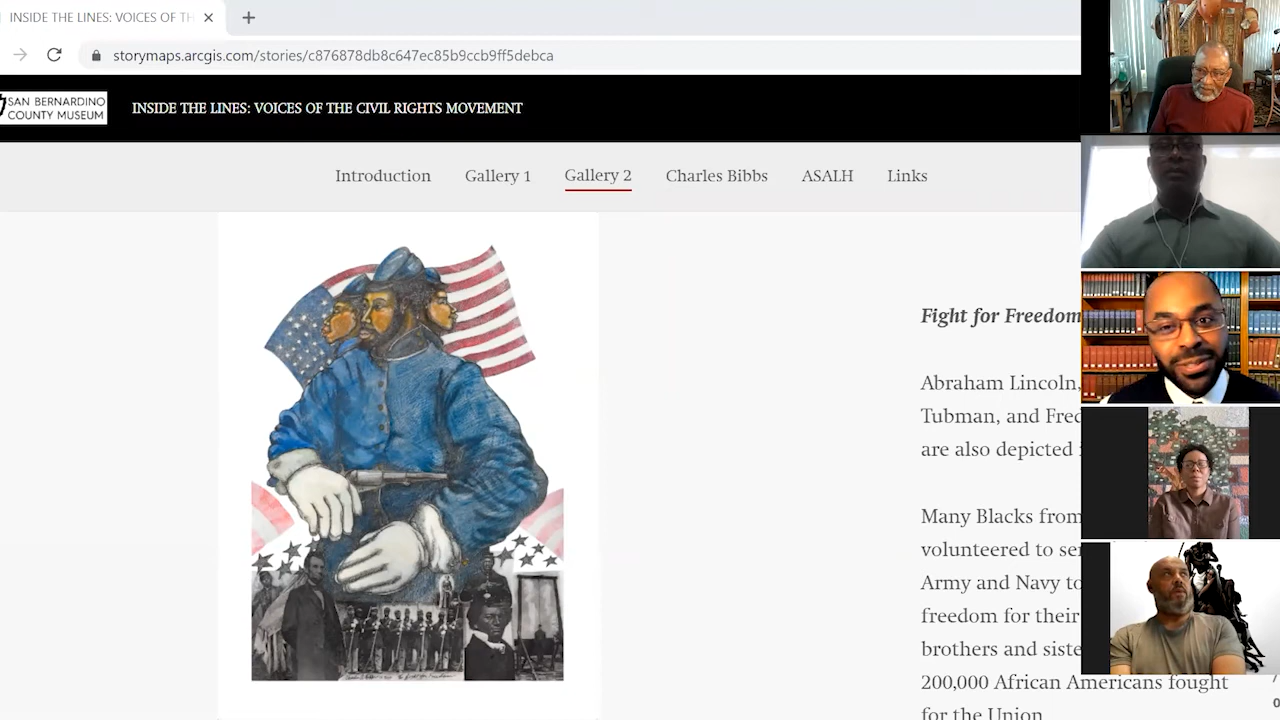 INSIDE THE LINES: VOICES OF TH
storymaps.arcgis.com/stories/c876878db8c647ec85b9ccb9ff5debca
SAN BERNARDINO
COUNTY MUSEUM
INSIDE THE LINES: VOICES OF THE CIVIL RIGHTS MOVEMENT
Introduction Gallery 1 Gallery 2 Charles Bibbs ASALH Links
Fight for Freedom
Abraham Lincoln,
Tubman, and Fred
are also depicted
Many Blacks from
volunteered to se
Army and Navy to
freedom for their
brothers and siste
200,000 African Americans fought
for the Union